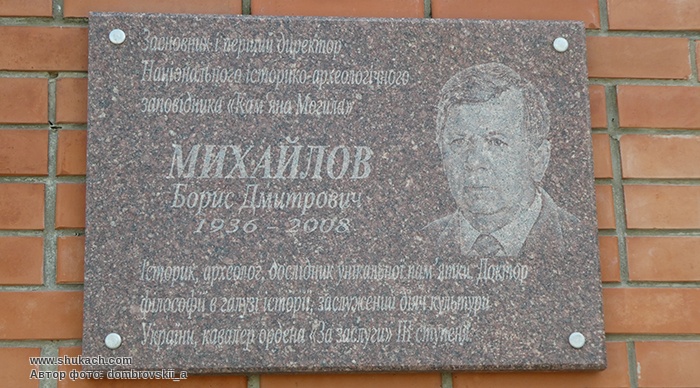 Засновник і перший директор
Національного історико-археологічного
заповідника «Кам'яна Могила»
МИХАЙЛОВ
Борис Дмитрович
1936 - 2008
Історик, археолог, дослідник унікальної пам'ятки. Доктор
філософії в галузі історії, заслужений діяч культури
України, кавалер ордена «За заслуги» III ступеня.
www.shukach.com
Автор фото: dombrovskii_a